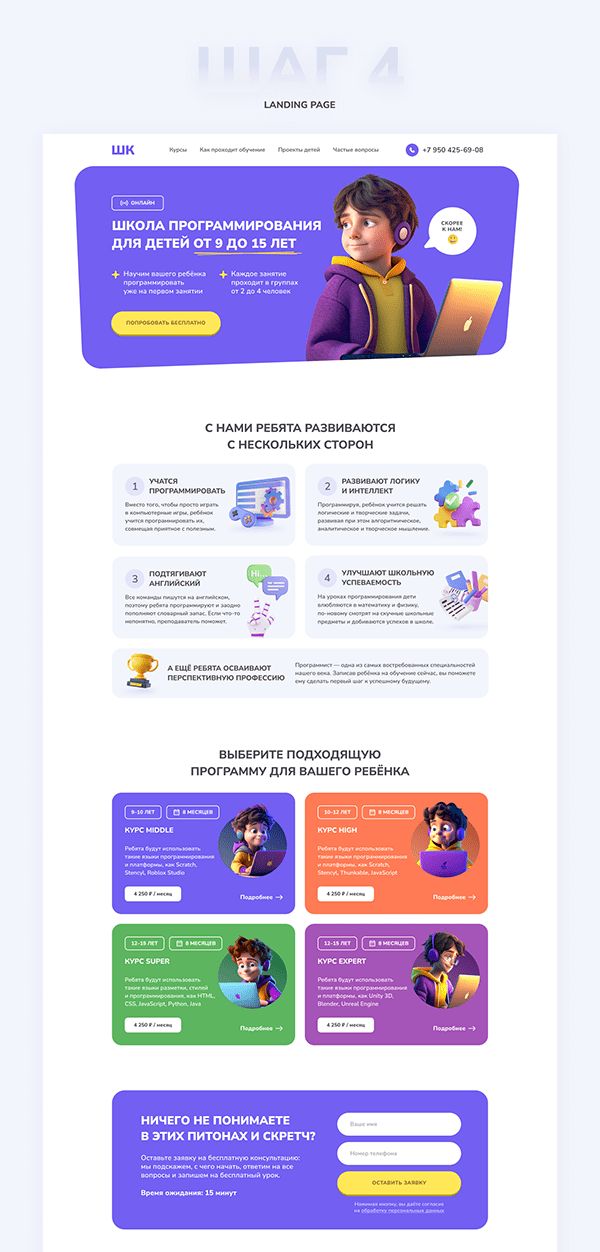 ШАГ 4
LANDING PAGE
ШК
Курсы
Как проходит обучение
Проекты детей
Частые вопросы
+7 950 425-69-08
ОНЛАЙН
ШКОЛА ПРОГРАММИРОВАНИЯ
ДЛЯ ДЕТЕЙ ОТ 9 ДО 15 ЛЕТ
СКОРЕЕ
К НАМ!
Научим вашего ребёнка
программировать
уже на первом занятии
Каждое занятие
проходит в группах
от 2 до 4 человек
ПОПРОБОВАТЬ БЕСПЛАТНО
С НАМИ РЕБЯТА РАЗВИВАЮТСЯ
С НЕСКОЛЬКИХ СТОРОН
1
УЧАТСЯ
ПРОГРАММИРОВАТЬ
Вместо того, чтобы просто играть
в компьютерные игры, ребёнок
учится программировать их,
совмещая приятное с полезным.
2
РАЗВИВАЮТ ЛОГИКУ
И ИНТЕЛЛЕКТ
Программируя, ребёнок учится решать
логические и творческие задачи,
развивая при этом алгоритмическое,
аналитическое и творческое мышление.
3
ПОДТЯГИВАЮТ
АНГЛИЙСКИЙ
Все команды пишутся на английском,
поэтому ребята программируют и заодно
пополняют словарный запас. Если что-то
непонятно, преподаватель поможет.
Hi...
4
УЛУЧШАЮТ ШКОЛЬНУЮ
УСПЕВАЕМОСТЬ
На уроках программирования дети
влюбляются в математику и физику,
по-новому смотрят на скучные школьные
предметы и добиваются успехов в школе.
А ЕЩЁ РЕБЯТА ОСВАИВАЮТ
ПЕРСПЕКТИВНУЮ ПРОФЕССИЮ
Программист — одна из самых востребованных специальностей
нашего века. Записав ребёнка на обучение сейчас, вы поможете
ему сделать первый шаг к успешному будущему.
ВЫБЕРИТЕ ПОДХОДЯЩУЮ
ПРОГРАММУ ДЛЯ ВАШЕГО РЕБЁНКА
9-10 ЛЕТ
8 МЕСЯЦЕВ
КУРС MIDDLE
Ребята будут использовать
такие языки программирования
и платформы, как Scratch,
Stencyl, Roblox Studio
4 250 ₽ / месяц
Подробнее
10-12 ЛЕТ
8 МЕСЯЦЕВ
КУРС HIGH
Ребята будут использовать
такие языки программирования
и платформы, как Scratch,
Stencyl, Thunkable, JavaScript
4 250 ₽ / месяц
Подробнее
12-15 ЛЕТ
8 МЕСЯЦЕВ
КУРС SUPER
Ребята будут использовать
такие языки разметки, стилей
и программирования, как HTML,
CSS, JavaScript, Python, Java
4 250 ₽ / месяц
Подробнее
12-15 ЛЕТ
8 МЕСЯЦЕВ
КУРС EXPERT
Ребята будут использовать
такие языки программирования
и платформы, как Unity 3D,
Blender, Unreal Engine
4 250 ₽ / месяц
Подробнее
НИЧЕГО НЕ ПОНИМАЕТЕ
В ЭТИХ ПИТОНАХ И СКРЕТЧ?
Оставьте заявку на бесплатную консультацию:
мы подскажем, с чего начать, ответим на все
вопросы и запишем на бесплатный урок.
Время ожидания: 15 минут
Ваше имя
Номер телефона
ОСТАВИТЬ ЗАЯВКУ
Нажимая кнопку, вы даёте согласие
на обработку персональных данных